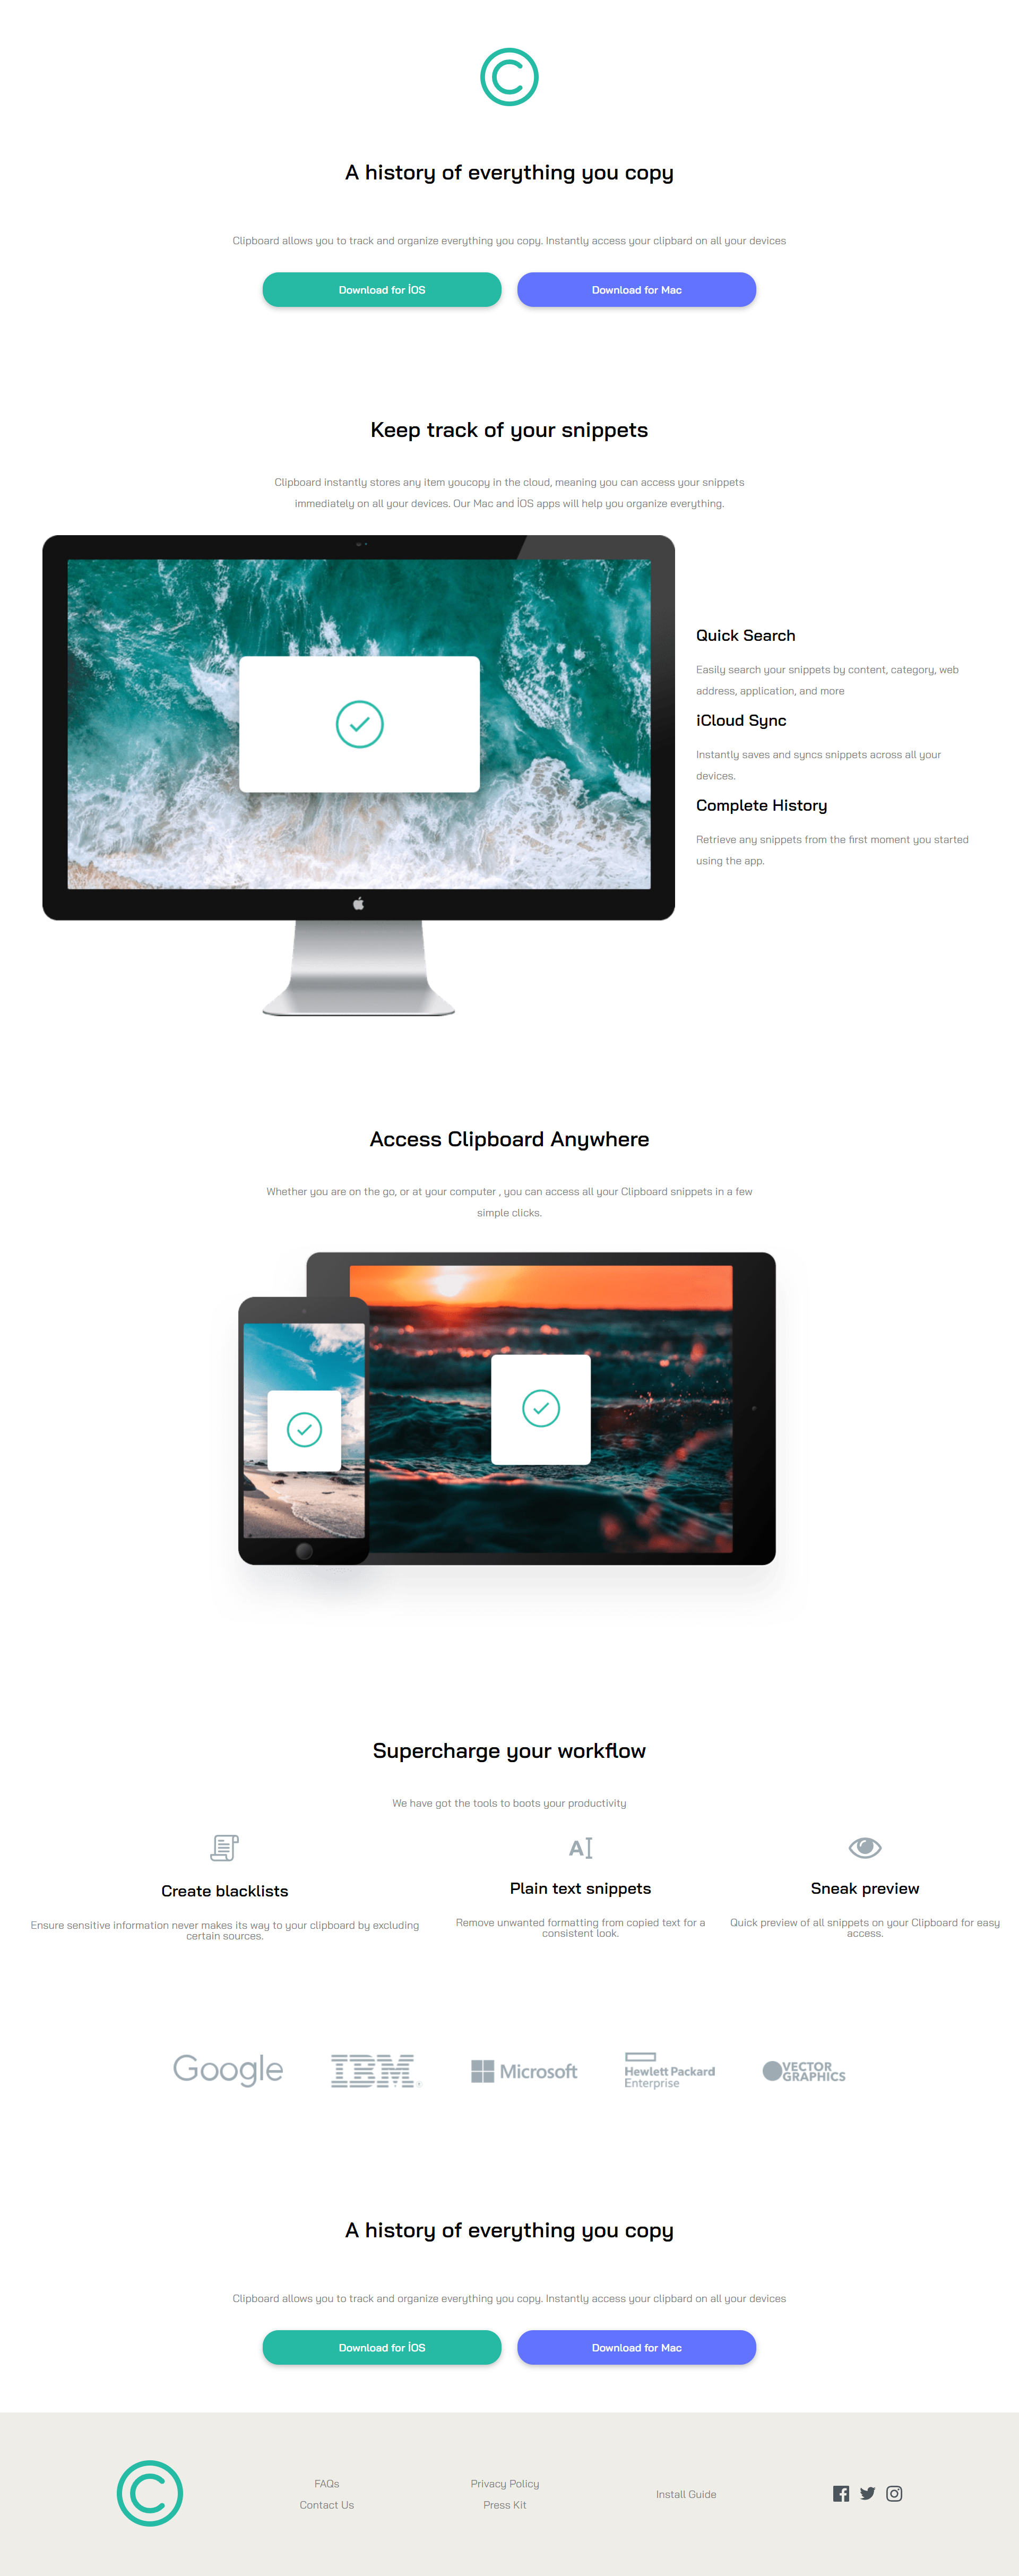 A history of everything you copy
Clipboard allows you to track and organize everything you copy. Instantly access your clipbard on all your devices
Download for İOS
Download for Mac
Keep track of your snippets
Clipboard instantly stores any item youcopy in the cloud, meaning you can access your snippets
immediately on all your devices. Our Mac and İOS apps will help you organize everything.
Quick Search
Easily search your snippets by content, category, web
address, application, and more
iCloud Sync
Instantly saves and syncs snippets across all your
devices.
Complete History
Retrieve any snippets from the first moment you started
using the app.
Access Clipboard Anywhere
Whether you are on the go, or at your computer , you can access all your Clipboard snippets in a few
simple clicks.
Supercharge your workflow
We have got the tools to boots your productivity
Create blacklists
Ensure sensitive information never makes its way to your clipboard by excluding
certain sources.
Plain text snippets
Remove unwanted formatting from copied text for a
consistent look.
Sneak preview
Quick preview of all snippets on your Clipboard for easy
access.
Google
IBM
Microsoft
Hewlett Packard
Enterprise
VECTOR
GRAPHICS
A history of everything you copy
Clipboard allows you to track and organize everything you copy. Instantly access your clipbard on all your devices
Download for İOS
Download for Mac
FAQs
Contact Us
Privacy Policy
Press Kit
Install Guide